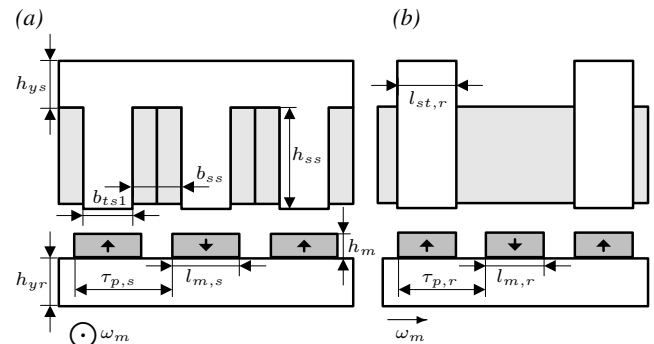 (a)
h_{ys}
b_{ts1}
b_{ss}
h_{ss}
h_m
h_{yr}
τ_{p,s}
l_{m,s}
ω_m
(b)
l_{st,r}
τ_{p,r}
l_{m,r}
ω_m